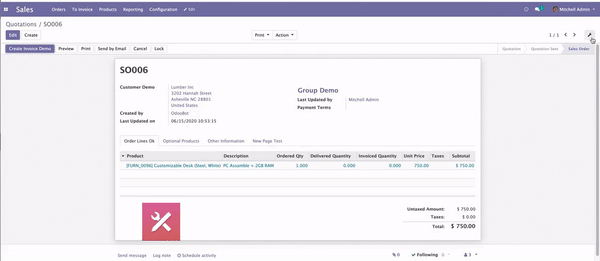 Sales Orders To Invoice Products Reporting Configuration Edit Mitchell Admin
Quotations / SO006
Edit Create Print Action 1 / 1
Create Invoice Demo Preview Print Send by Email Cancel Lock Quotation Quotation Sent Sales Order
SO006
Customer Demo Lumber Inc
3202 Hannah Street
Asheville NC 28801
United States
Group Demo
Last Updated by Mitchell Admin
Payment Terms
Created by OdooBot
Last Updated on 06/15/2020 10:53:15
Order Lines Ok Optional Products Other Information New Page Test
Product Description Ordered Qty Delivered Quantity Invoiced Quantity Unit Price Taxes Subtotal
[FURN_0096] Customizable Desk (Steel, White) PC Assamble + 2GB RAM 1.000 0.000 0.000 750.00 $ 750.00
Untaxed Amount: $ 750.00
Taxes: $ 0.00
Total: $ 750.00
Send message Log note Schedule activity 0 Following 3